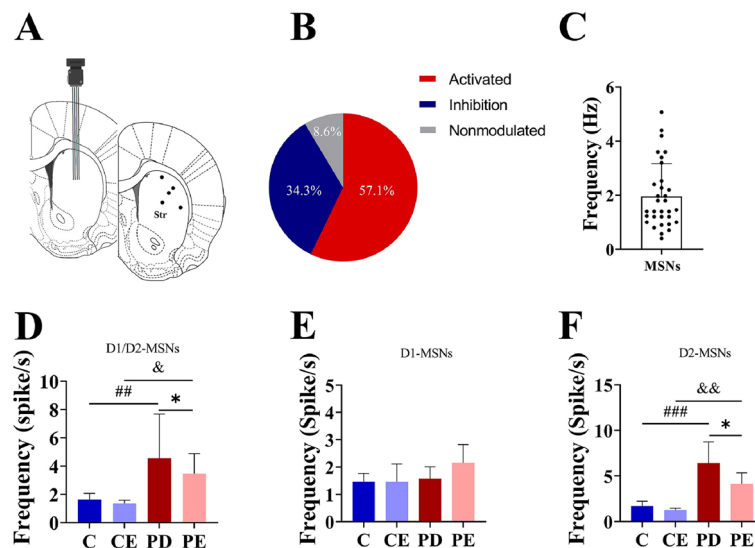 A
B
C
Str
Activated
Inhibition
Nonmodulated
8.6%
34.3%
57.1%
Frequency (Hz)
6
4
2
0
MSNs
D
E
F
D1/D2-MSNs
&
##
*
Frequency (spike/s)
10
8
6
4
2
0
C CE PD PE
D1-MSNs
Frequency (Spike/s)
5
4
3
2
1
0
C CE PD PE
D2-MSNs
&&
###
*
Frequency (Spike/s)
15
10
5
0
C CE PD PE